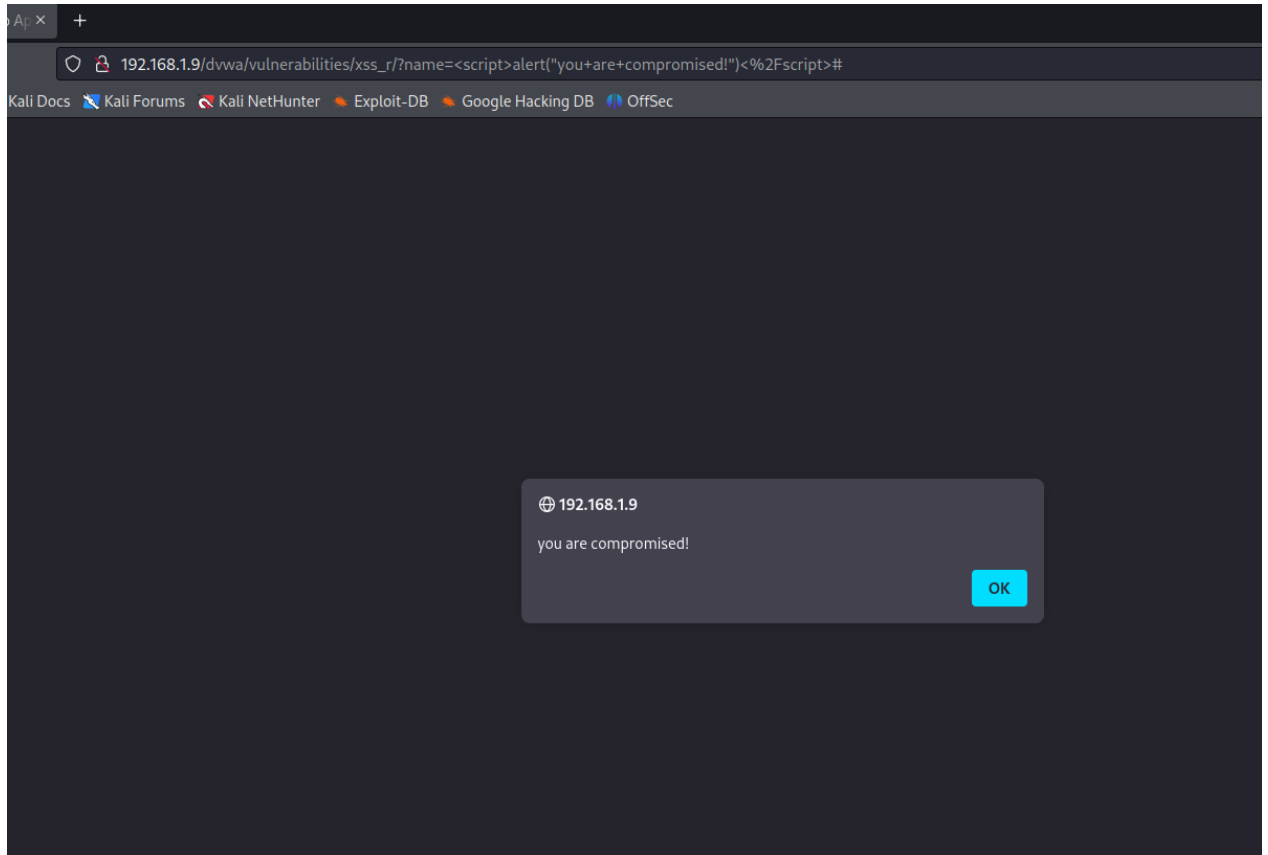 Ap ×  +
192.168.1.9/dvwa/vulnerabilities/xss_r/?name=<script>alert("you+are+compromised!")<%2Fscript>#
Kali Docs Kali Forums Kali NetHunter Exploit-DB Google Hacking DB OffSec
192.168.1.9
you are compromised!
OK